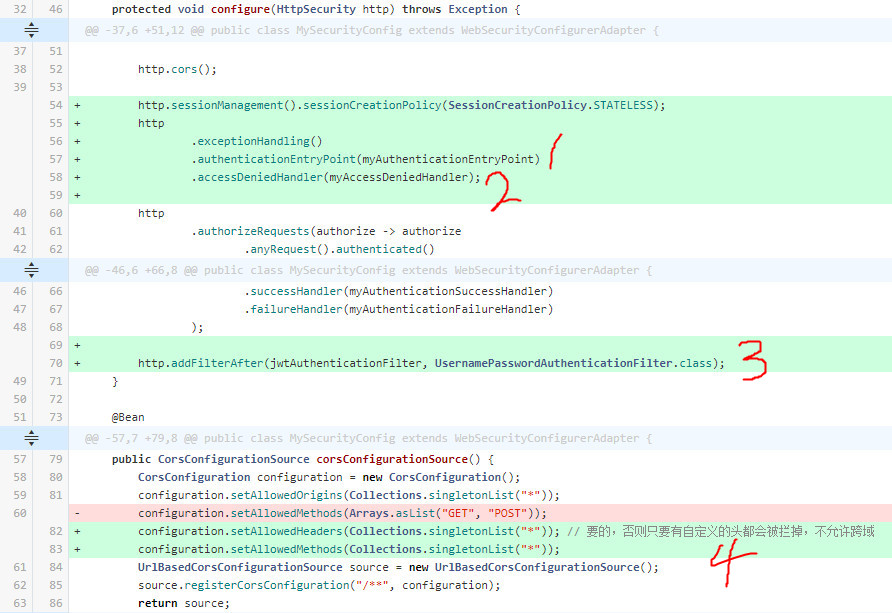 32 46 protected void configure(HttpSecurity http) throws Exception {
@@ -37,6 +51,12 @@ public class MySecurityConfig extends WebSecurityConfigurerAdapter {
37 51
38 52 http.cors();
39 53
54 + http.sessionManagement().sessionCreationPolicy(SessionCreationPolicy.STATELESS);
55 + http
56 + .exceptionHandling()
57 + .authenticationEntryPoint(myAuthenticationEntryPoint) 1
58 + .accessDeniedHandler(myAccessDeniedHandler); 2
59 +
40 60 http
41 61 .authorizeRequests(authorize -> authorize
42 62 .anyRequest().authenticated()
@@ -46,6 +66,8 @@ public class MySecurityConfig extends WebSecurityConfigurerAdapter {
46 66 .successHandler(myAuthenticationSuccessHandler)
47 67 .failureHandler(myAuthenticationFailureHandler)
48 68 );
69 +
70 + http.addFilterAfter(jwtAuthenticationFilter, UsernamePasswordAuthenticationFilter.class); 3
49 71 }
50 72
51 73 @Bean
@@ -57,7 +79,8 @@ public class MySecurityConfig extends WebSecurityConfigurerAdapter {
57 79 public CorsConfigurationSource corsConfigurationSource() {
58 80 CorsConfiguration configuration = new CorsConfiguration();
59 81 configuration.setAllowedOrigins(Collections.singletonList("*"));
60 - configuration.setAllowedMethods(Arrays.asList("GET", "POST"));
82 + configuration.setAllowedHeaders(Collections.singletonList("*")); // 要的，否则只要有自定义的头都会被拦掉，不允许跨域
83 + configuration.setAllowedMethods(Collections.singletonList("*"));
61 84 UrlBasedCorsConfigurationSource source = new UrlBasedCorsConfigurationSource(); 4
62 85 source.registerCorsConfiguration("/**", configuration);
63 86 return source;